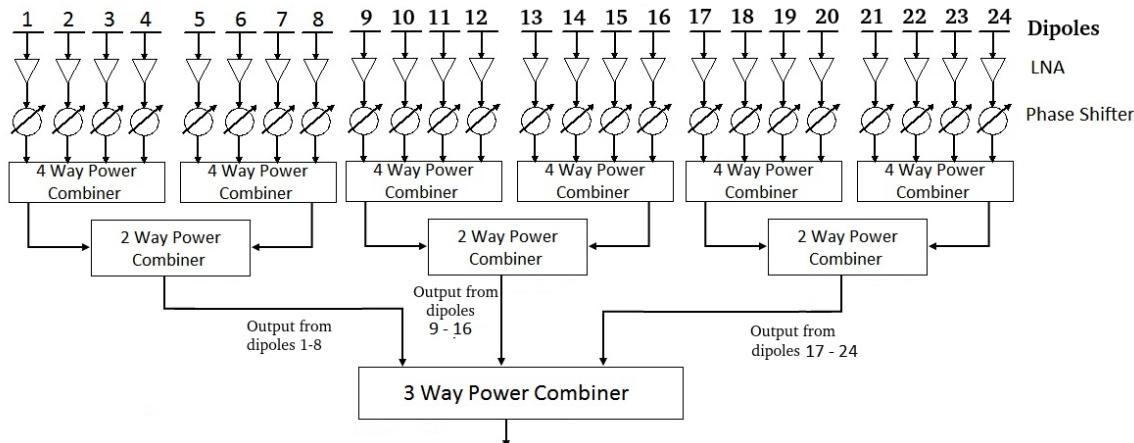 1 2 3 4 5 6 7 8 9 10 11 12 13 14 15 16 17 18 19 20 21 22 23 24 Dipoles
LNA
Phase Shifter
4 Way Power
Combiner
4 Way Power
Combiner
4 Way Power
Combiner
4 Way Power
Combiner
4 Way Power
Combiner
4 Way Power
Combiner
2 Way Power
Combiner
2 Way Power
Combiner
2 Way Power
Combiner
Output from
dipoles 1-8
Output from
dipoles
9 - 16
Output from
dipoles 17 - 24
3 Way Power Combiner